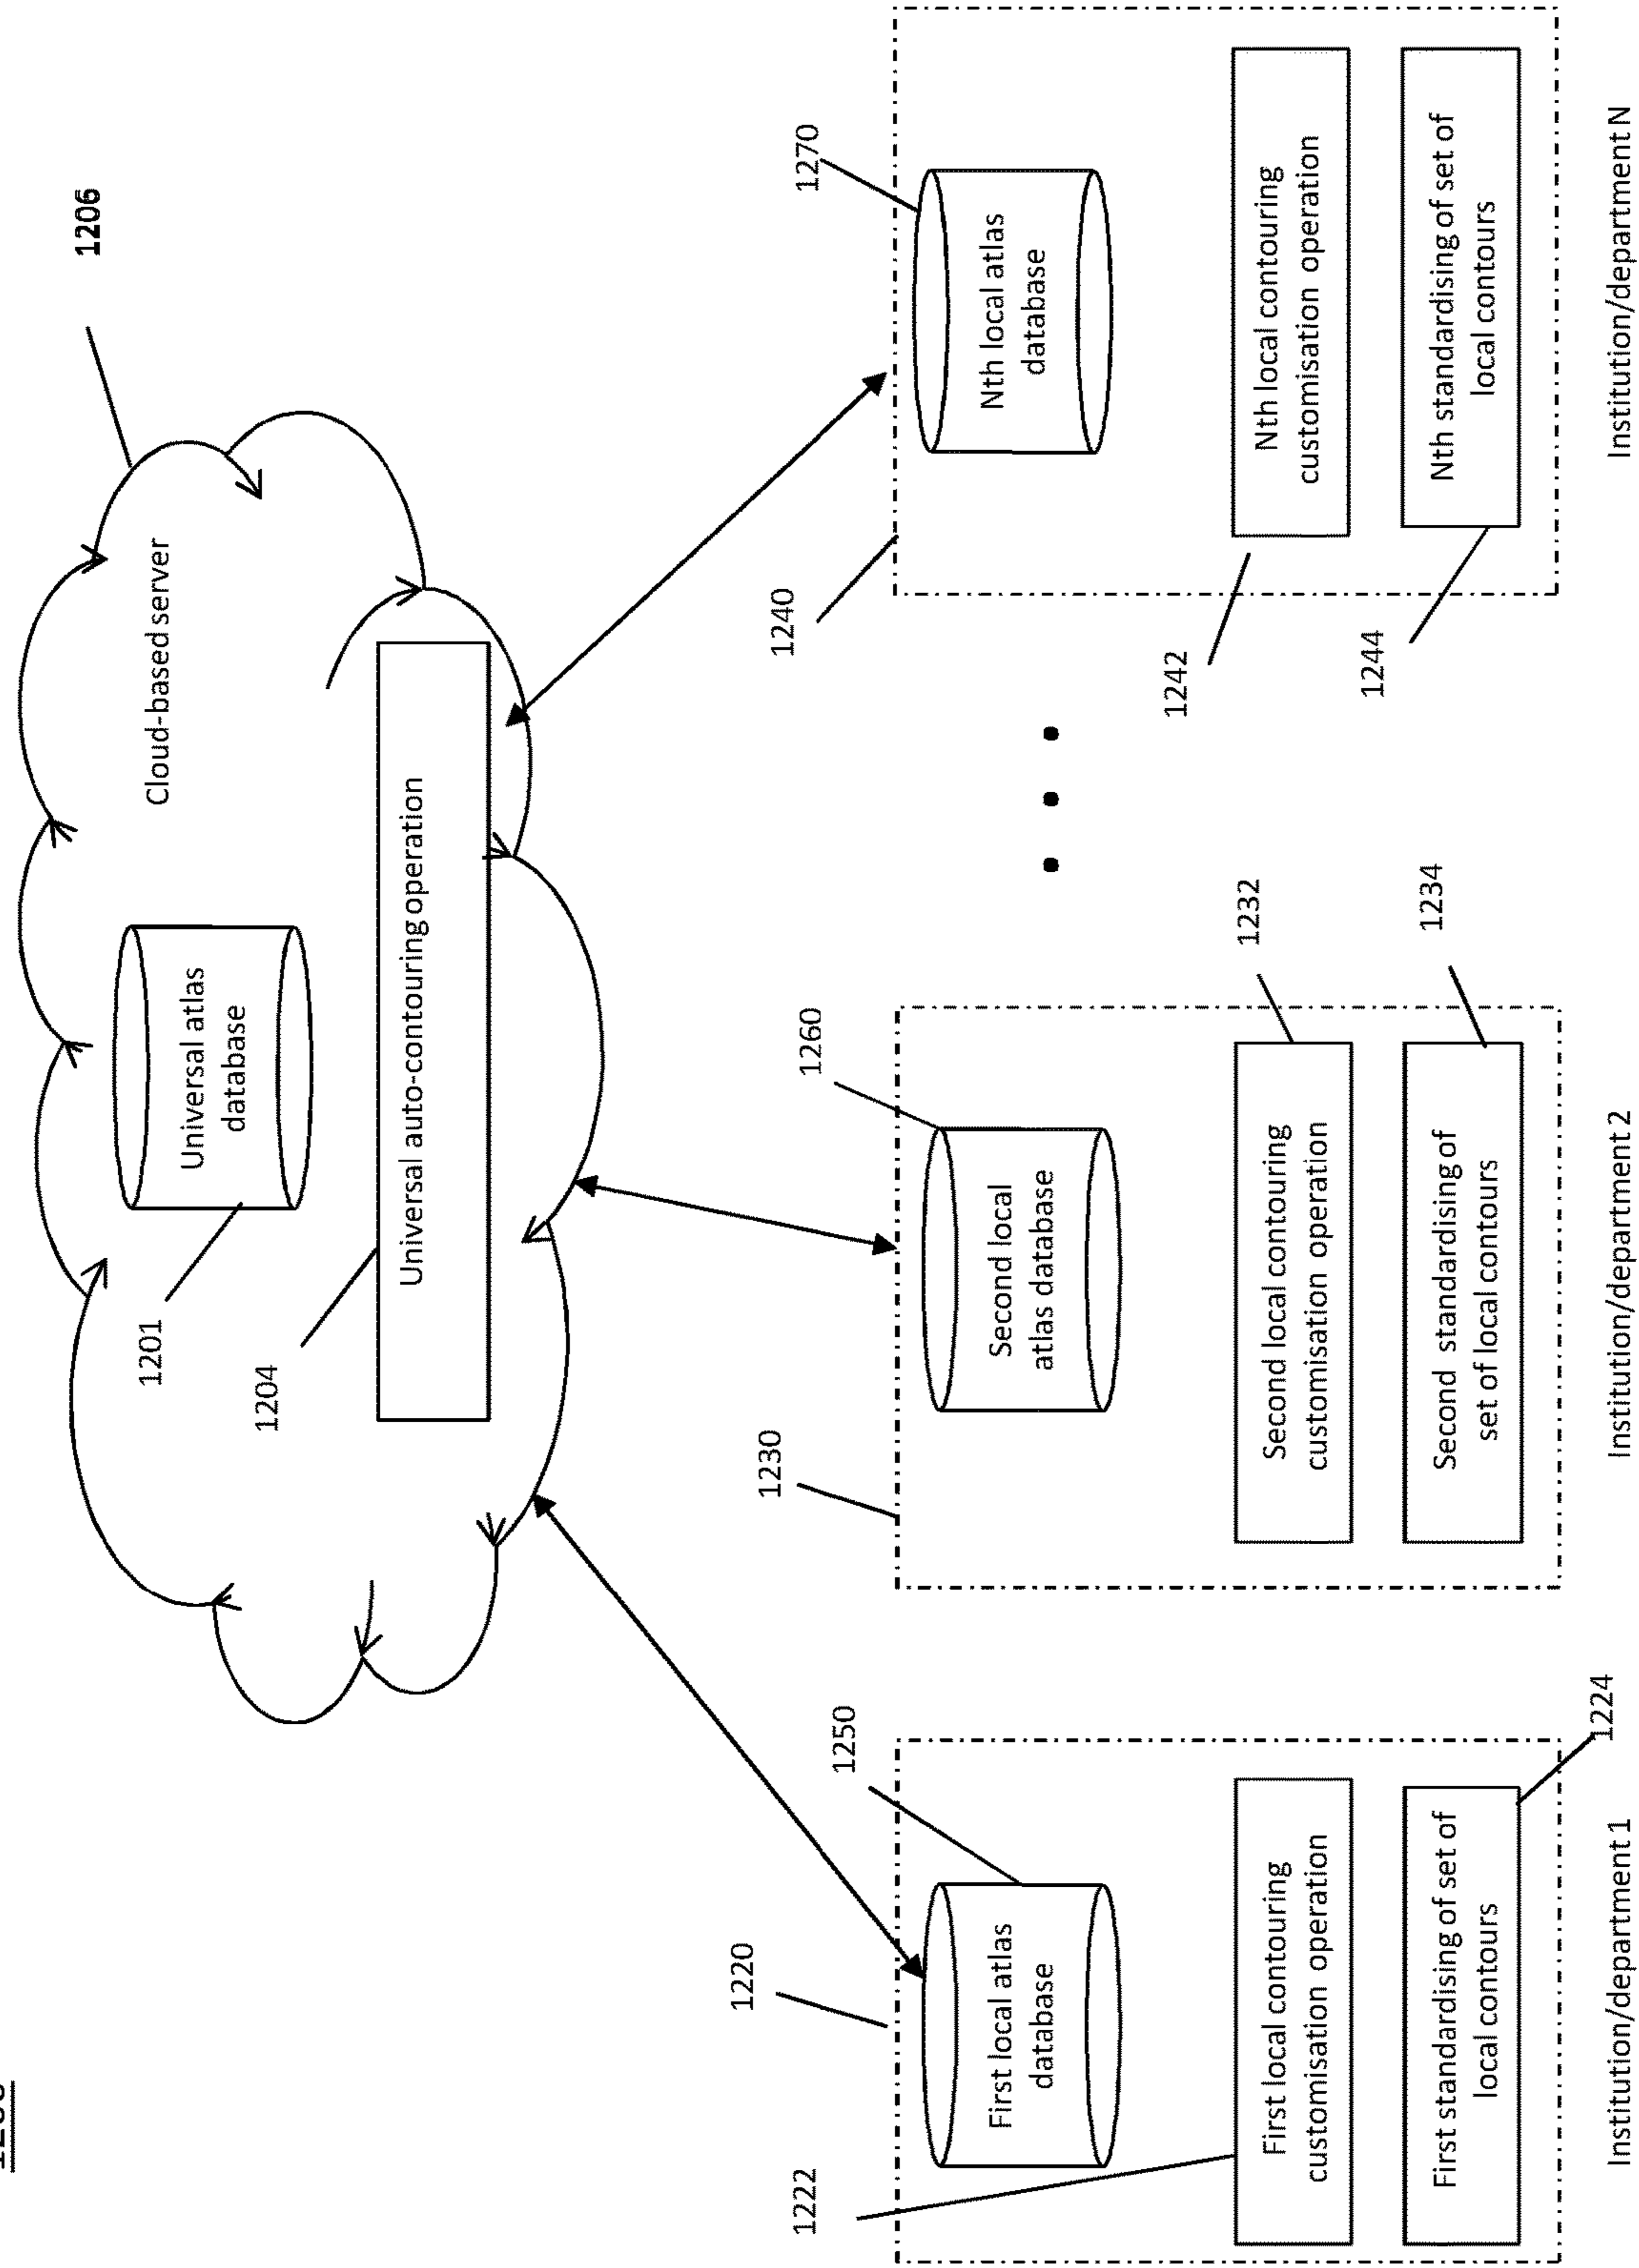 1206
Cloud-based server
Universal atlas
database
1201
1204
Universal auto-contouring operation
1220
1250
First local atlas
database
1222
First local contouring
customisation operation
First standardising of set of
local contours
1224
Institution/department 1
1230
1260
Second local
atlas database
1232
Second local contouring
customisation operation
1234
Second standardising of
set of local contours
Institution/department 2
1240
1270
Nth local atlas
database
1242
Nth local contouring
customisation operation
1244
Nth standardising of set of
local contours
Institution/department N